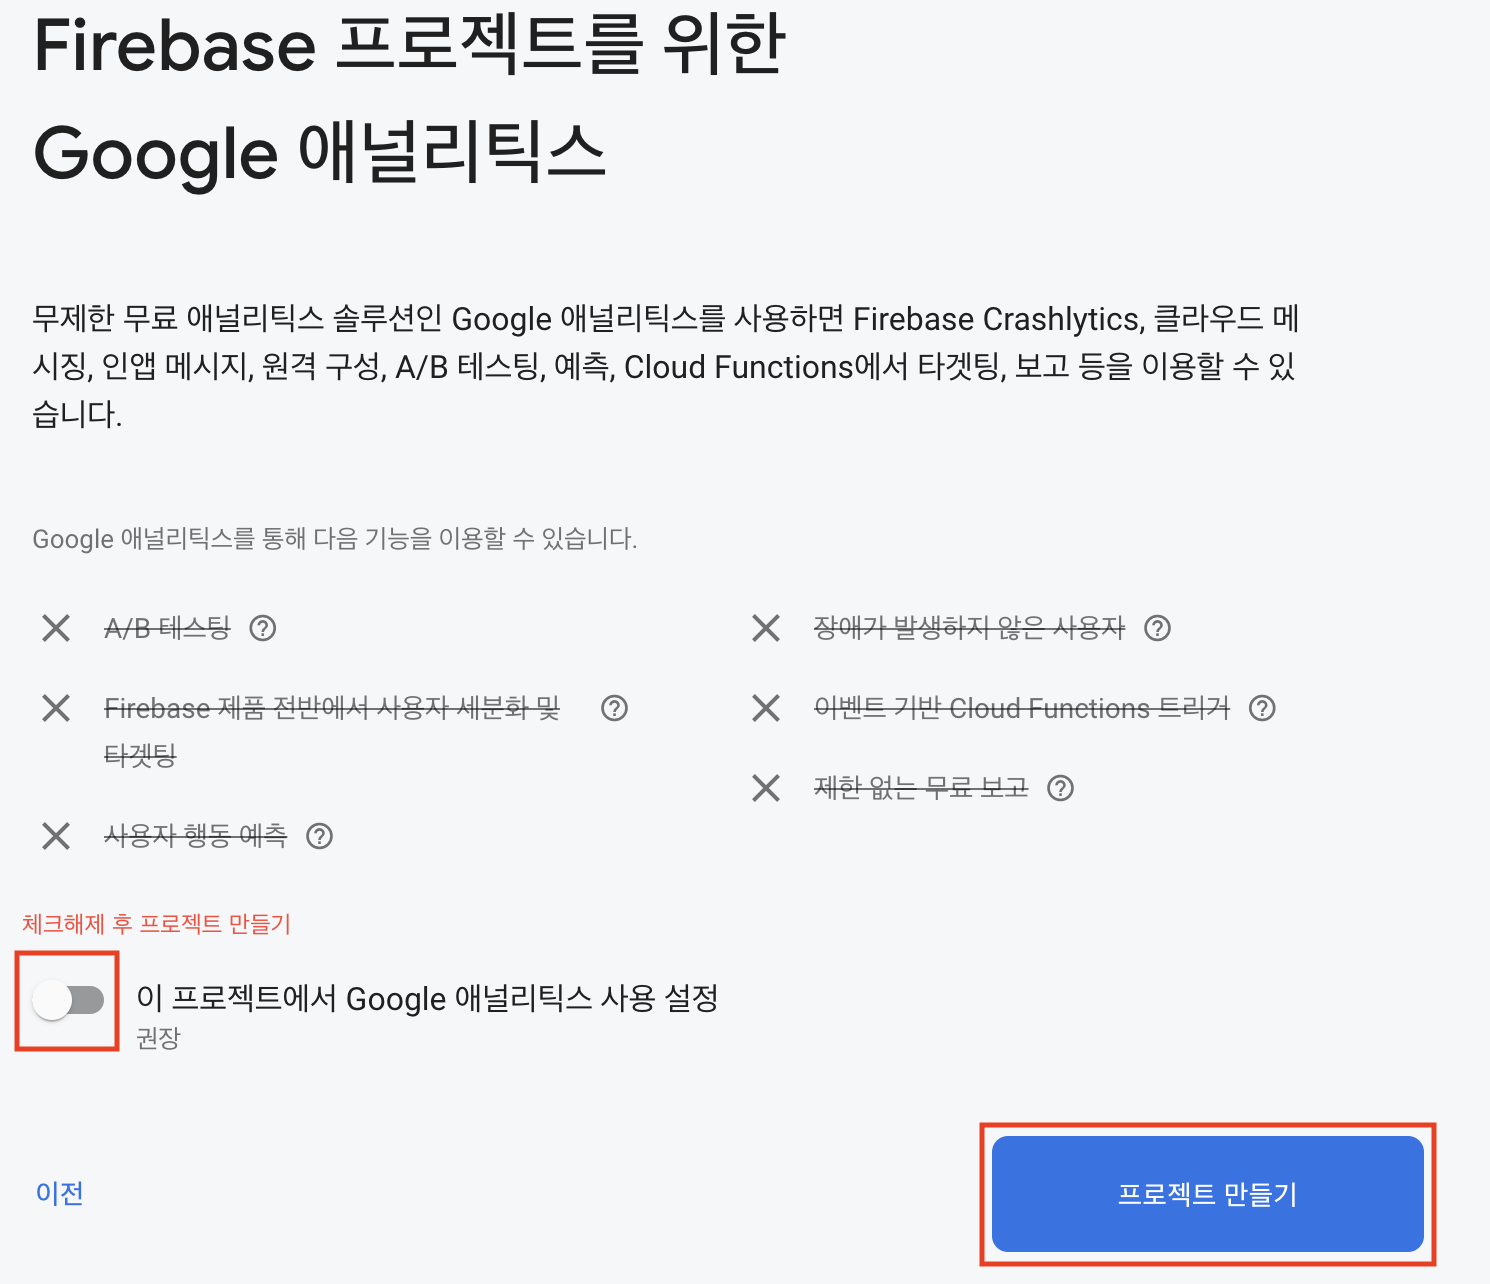 Firebase 프로젝트를 위한
Google 애널리틱스
무제한 무료 애널리틱스 솔루션인 Google 애널리틱스를 사용하면 Firebase Crashlytics, 클라우드 메
시징, 인앱 메시지, 원격 구성, A/B 테스팅, 예측, Cloud Functions에서 타겟팅, 보고 등을 이용할 수 있
습니다.
Google 애널리틱스를 통해 다음 기능을 이용할 수 있습니다.
A/B 테스팅
장애가 발생하지 않은 사용자
Firebase 제품 전반에서 사용자 세분화 및
타겟팅
이벤트 기반 Cloud Functions 트리거
제한 없는 무료 보고
사용자 행동 예측
체크해제 후 프로젝트 만들기
이 프로젝트에서 Google 애널리틱스 사용 설정
권장
이전
프로젝트 만들기